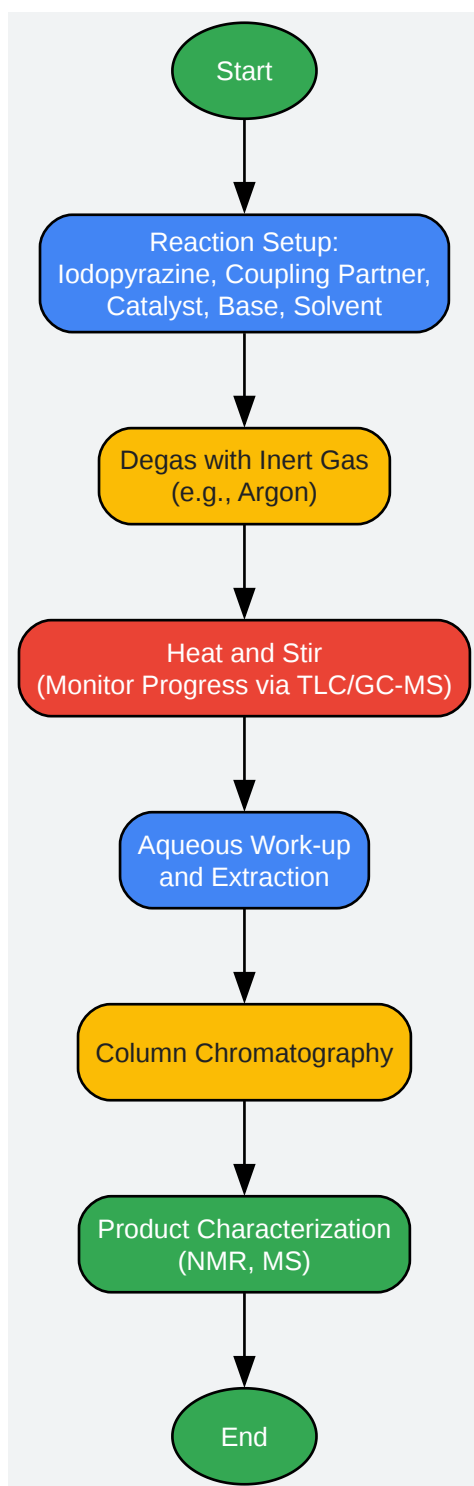 Start
Reaction Setup:
Iodopyrazine, Coupling Partner,
Catalyst, Base, Solvent
Degas with Inert Gas
(e.g., Argon)
Heat and Stir
(Monitor Progress via TLC/GC-MS)
Aqueous Work-up
and Extraction
Column Chromatography
Product Characterization
(NMR, MS)
End